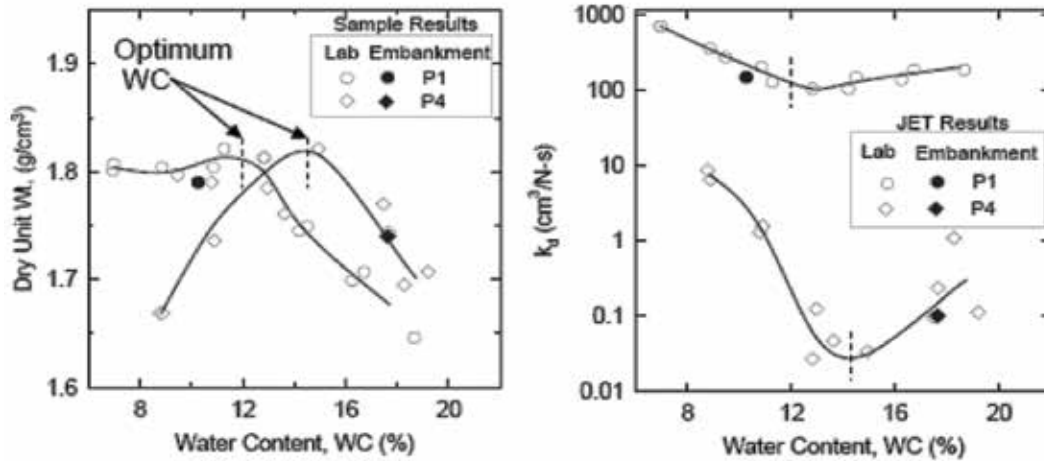 Sample Results
Lab Embankment
P1
P4
Optimum
WC
1.9
1.8
1.7
1.6
8 12 16 20
Dry Unit Wt, (g/cm³)
Water Content, WC (%)
1000
100
10
1
0.1
0.01
8 12 16 20
k_d (cm³/N-s)
Water Content, WC (%)
JET Results
Lab Embankment
P1
P4